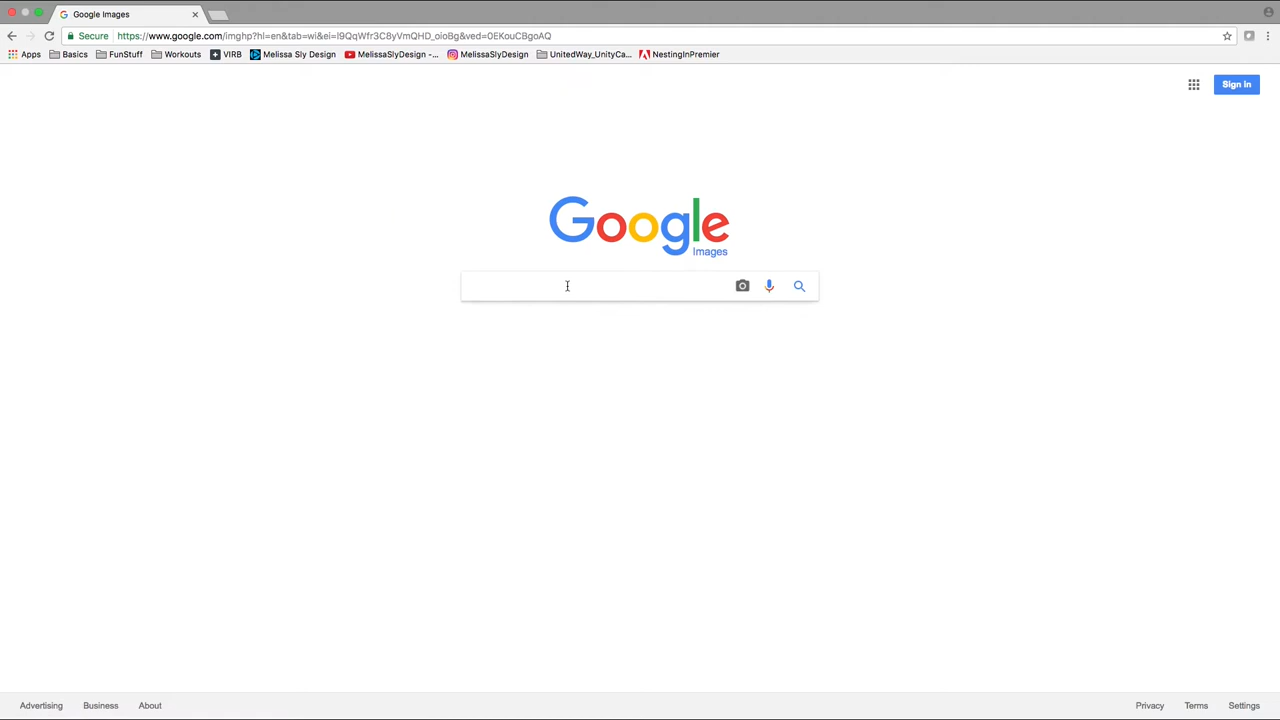 Google Images
Secure https://www.google.com/imghp?hl=en&tab=wi&ei=I9QqWfr3C8yVmQHD_oioBg&ved=0EKouCBgoAQ
Apps Basics FunStuff Workouts VIRB Melissa Sly Design MelissaSlyDesign -... MelissaSlyDesign UnitedWay_UnityCa... NestingInPremier
Sign in
Google
Images
Advertising Business About Privacy Terms Settings